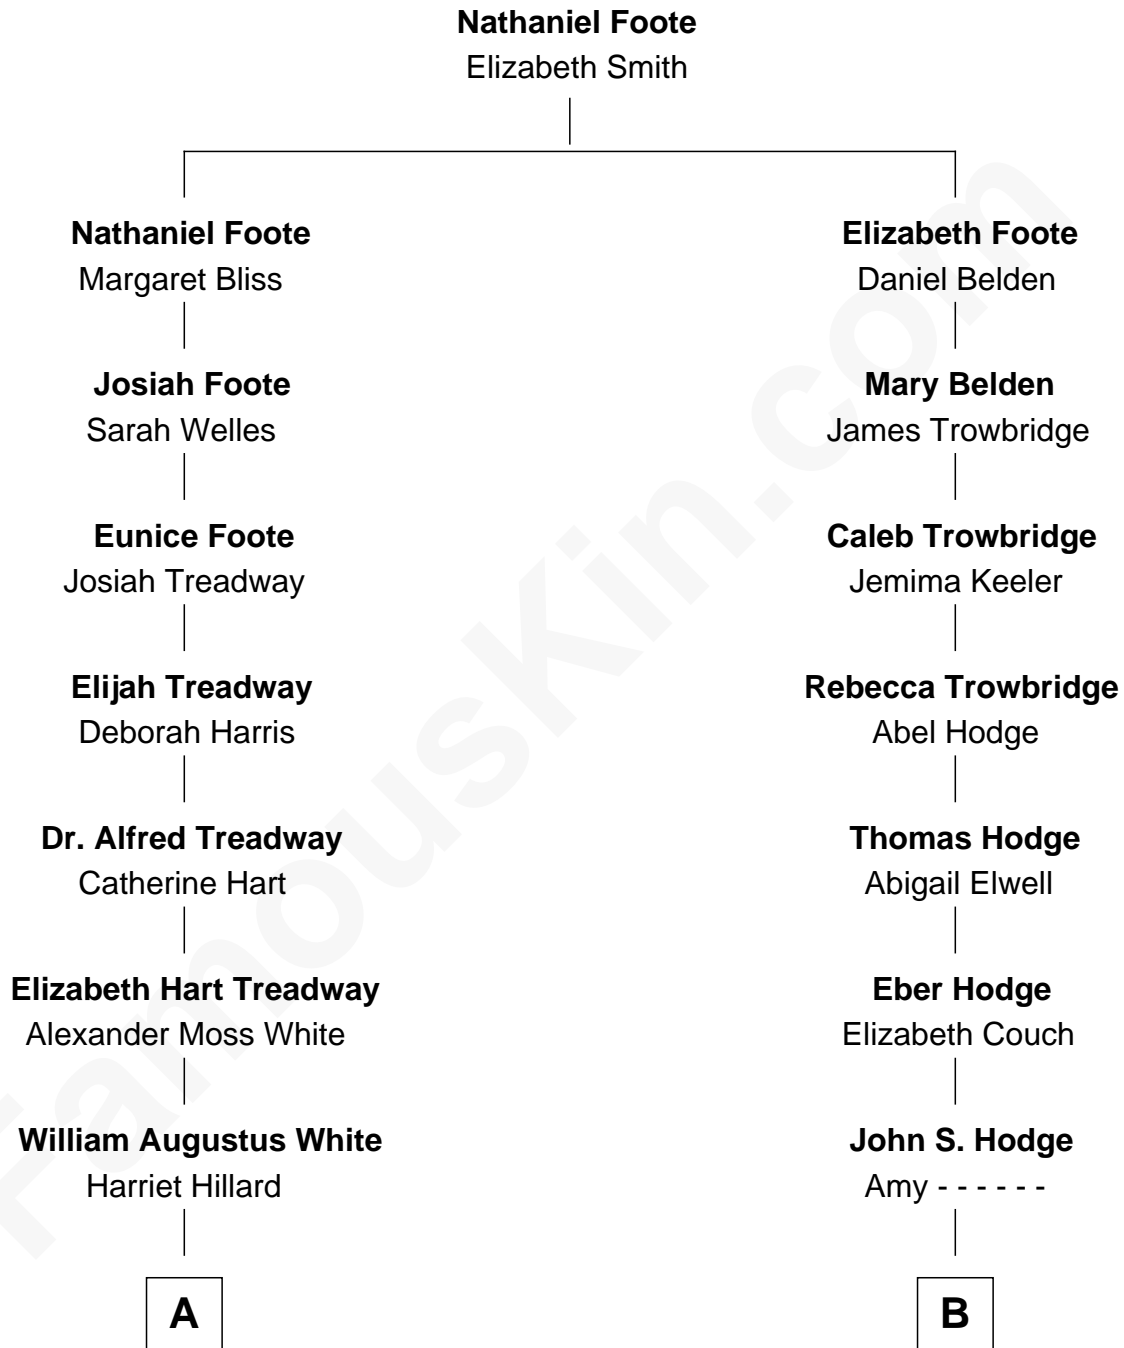 Nathaniel Foote
Elizabeth Smith
Nathaniel Foote
Margaret Bliss
Elizabeth Foote
Daniel Belden
Josiah Foote
Sarah Welles
Mary Belden
James Trowbridge
Eunice Foote
Josiah Treadway
Caleb Trowbridge
Jemima Keeler
Elijah Treadway
Deborah Harris
Rebecca Trowbridge
Abel Hodge
Dr. Alfred Treadway
Catherine Hart
Thomas Hodge
Abigail Elwell
Elizabeth Hart Treadway
Alexander Moss White
Eber Hodge
Elizabeth Couch
William Augustus White
Harriet Hillard
John S. Hodge
Amy - - - - - -
A
B
FamousKin.com